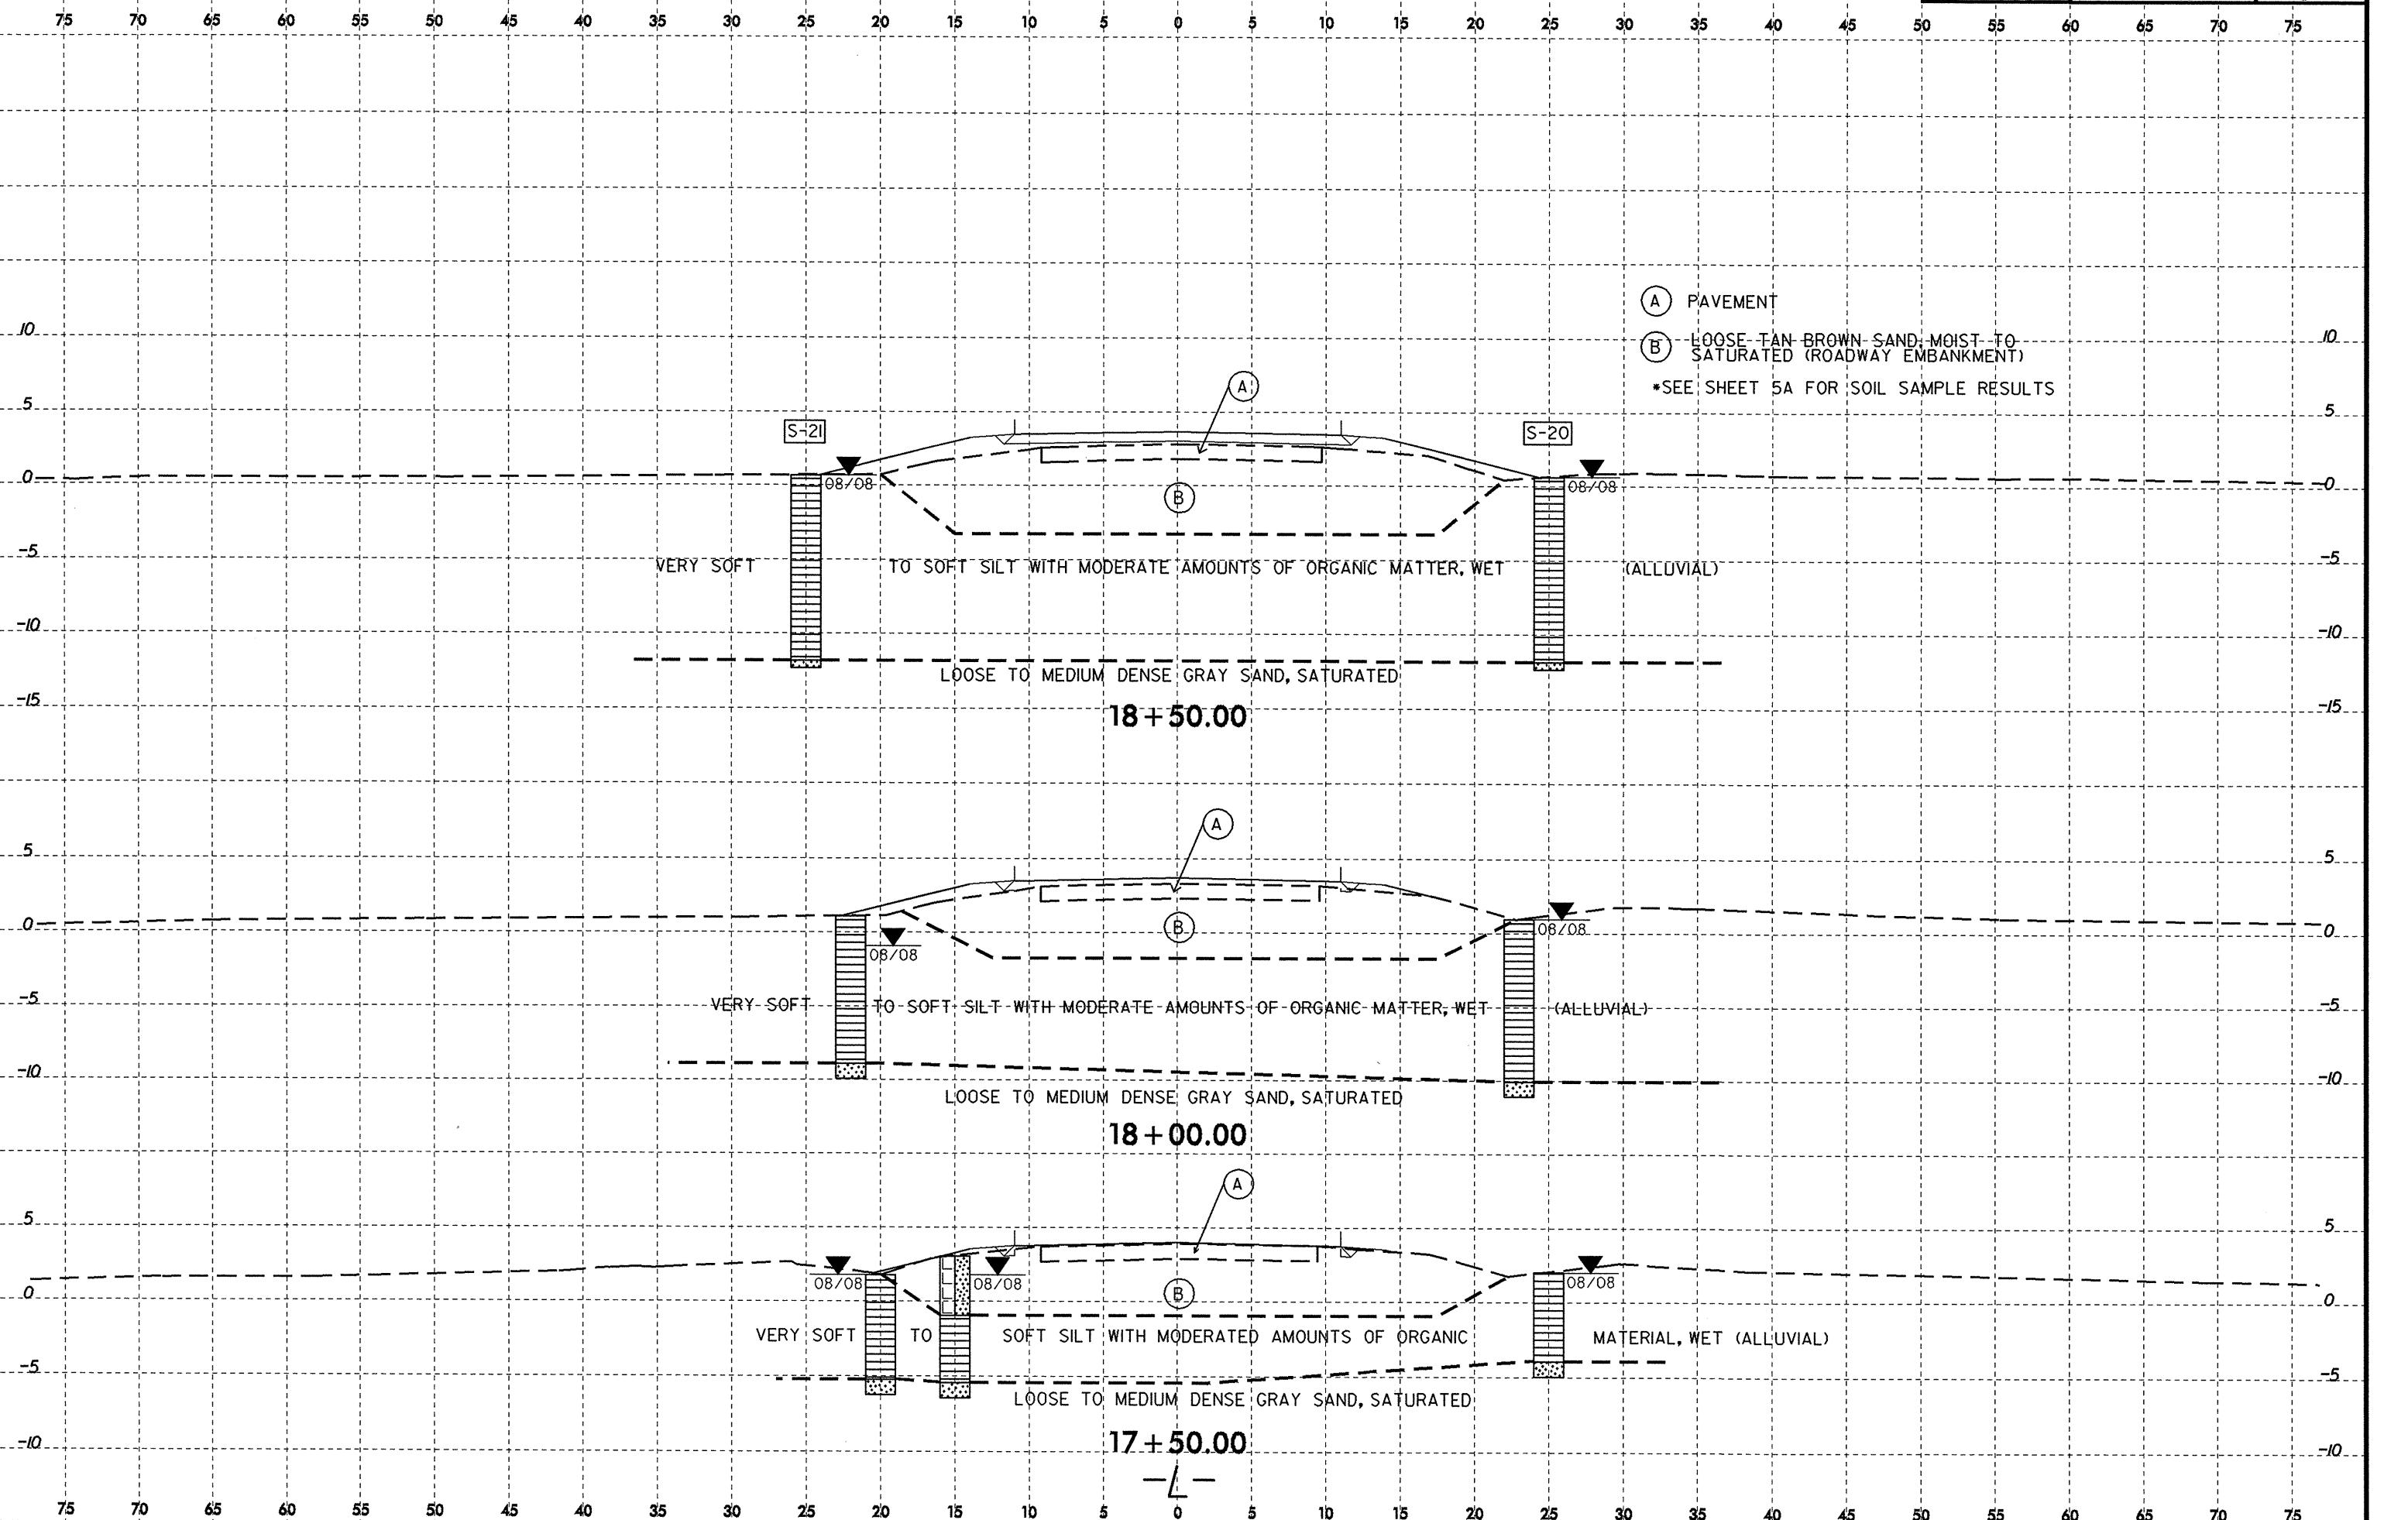 75 70 65 60 55 50 45 40 35 30 25 20 15 10 5 0 5 10 15 20 25 30 35 40 45 50 55 60 65 70 75
A PAVEMENT
10 B LOOSE TAN BROWN SAND, MOIST TO 10
SATURATED (ROADWAY EMBANKMENT)
A *SEE SHEET 5A FOR SOIL SAMPLE RESULTS
5 5
S-21 S-20
0 08/08 08/08 0
B
-5 -5
VERY SOFT TO SOFT SILT WITH MODERATE AMOUNTS OF ORGANIC MATTER, WET (ALLUVIAL)
-10 -10
LOOSE TO MEDIUM DENSE GRAY SAND, SATURATED
-15 -15
18+50.00
A
5 5
0 B 08/08 0
08/08
-5 -5
VERY SOFT TO SOFT SILT WITH MODERATE AMOUNTS OF ORGANIC MATTER, WET (ALLUVIAL)
-10 -10
LOOSE TO MEDIUM DENSE GRAY SAND, SATURATED
18+00.00
A
5 5
08/08 08/08 08/08
0 B 0
VERY SOFT TO SOFT SILT WITH MODERATED AMOUNTS OF ORGANIC MATERIAL, WET (ALLUVIAL)
-5 -5
LOOSE TO MEDIUM DENSE GRAY SAND, SATURATED
-10 17+50.00 -10
-L-
75 70 65 60 55 50 45 40 35 30 25 20 15 10 5 0 5 10 15 20 25 30 35 40 45 50 55 60 65 70 75